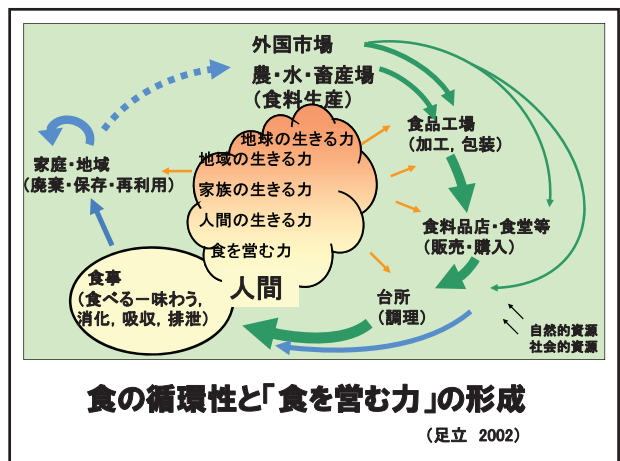 外国市場
農・水・畜産場
(食料生産)
食品工場
(加工, 包装)
地球の生きる力
地域の生きる力
家族の生きる力
人間の生きる力
食を営む力
人間
家庭・地域
(廃棄・保存・再利用)
食料品店・食堂等
(販売・購入)
食事
(食べる－味わう,
消化, 吸収, 排泄)
台所
(調理)
自然的資源
社会的資源
食の循環性と「食を営む力」の形成
(足立 2002)